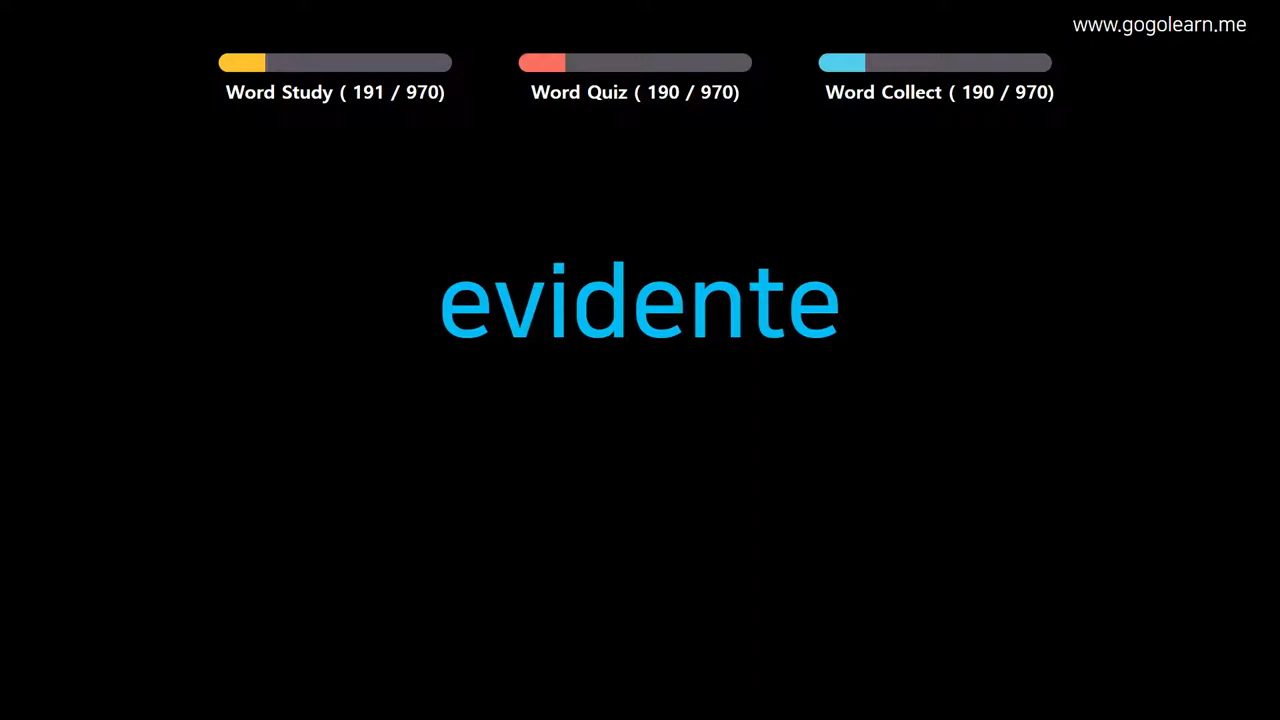 www.gogolearn.me
Word Study ( 191 / 970)
Word Quiz ( 190 / 970)
Word Collect ( 190 / 970)
evidente